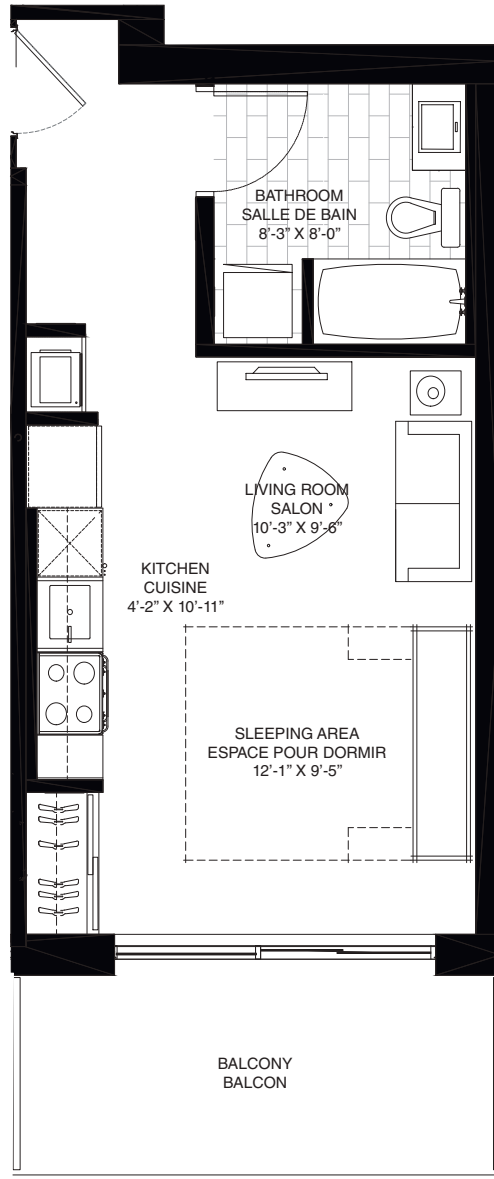 BATHROOM
SALLE DE BAIN
8’-3” X 8’-0”
LIVING ROOM
SALON
10’-3” X 9’-6”
KITCHEN
CUISINE
4’-2” X 10’-11”
SLEEPING AREA
ESPACE POUR DORMIR
12’-1” X 9’-5”
BALCONY
BALCON